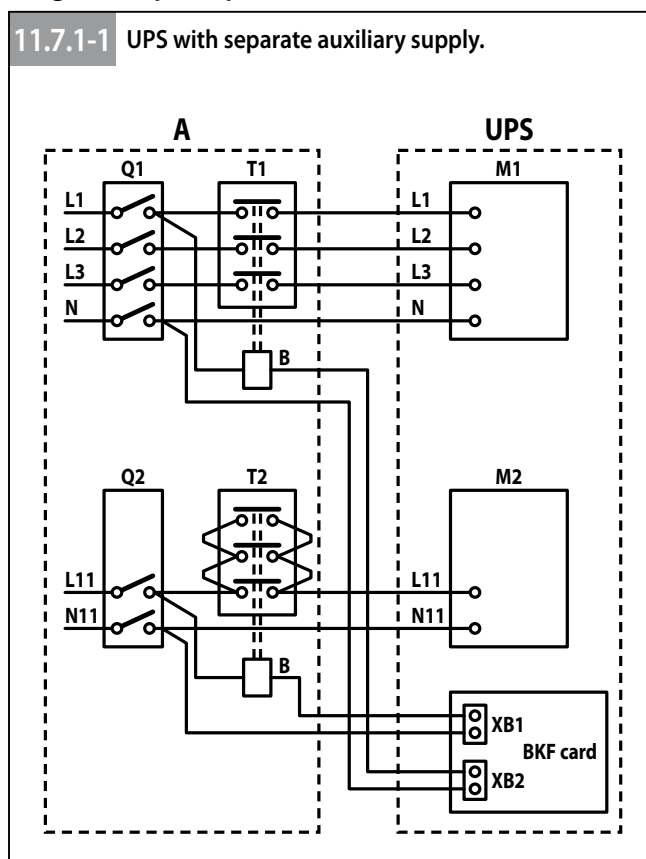 11.7.1-1 UPS with separate auxiliary supply.
A UPS
Q1 T1 M1
L1 L1
L2 L2
L3 L3
N N
B
Q2 T2 M2
L11 L11
N11 N11
B
XB1
BKF card
XB2